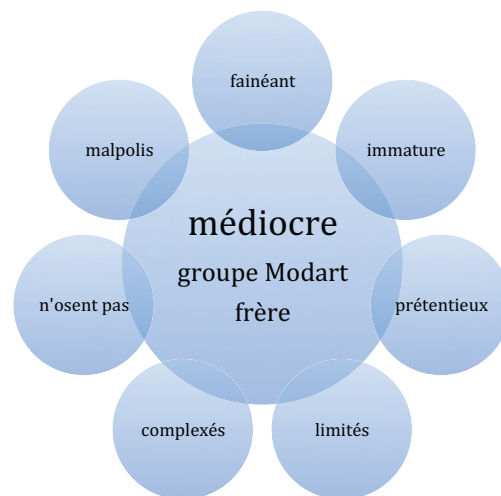 fainéant
malpolis
immature
médiocre
groupe Modart
frère
n'osent pas
prétentieux
complexés
limités